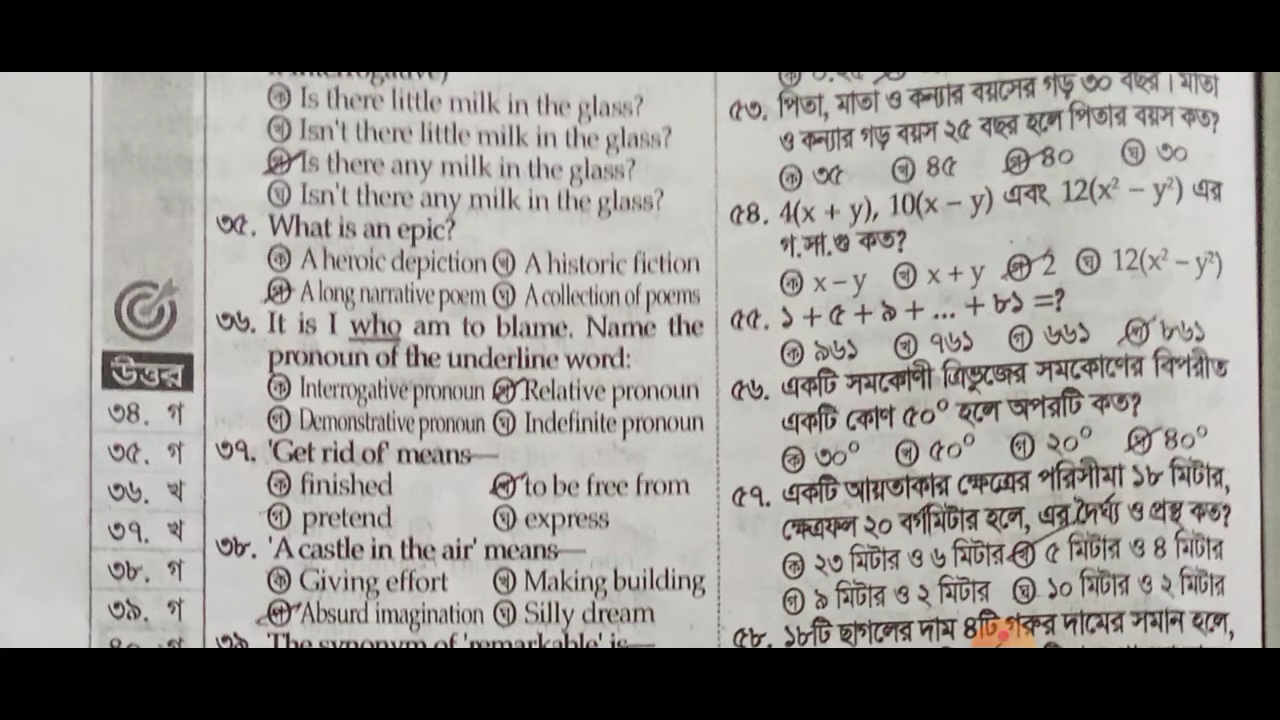 ⓚ Is there little milk in the glass?
ⓙ Isn't there little milk in the glass?
Is there any milk in the glass?
ⓘ Isn't there any milk in the glass?
৩৫. What is an epic?
ⓚ A heroic depiction ⓙ A historic fiction
A long narrative poem ⓘ A collection of poems
৩৬. It is I who am to blame. Name the
pronoun of the underline word:
Interrogative pronoun Relative pronoun
Demonstrative pronoun Indefinite pronoun
৩৭. 'Get rid of' means—
finished to be free from
pretend express
৩৮. 'A castle in the air' means—
Giving effort Making building
Absurd imagination Silly dream
৩৯. The synonym of 'remarkable' is—
উত্তর
৩৪. গ
৩৫. গ
৩৬. খ
৩৭. খ
৩৮. গ
৩৯. গ
৫৩. পিতা, মাতা ও কন্যার বয়সের গড় ৩০ বছর। মাতা
ও কন্যার গড় বয়স ২৫ বছর হলে পিতার বয়স কত?
ক ৩৫ খ ৪৫ গ ৪০ ঘ ৩০
৫৪. 4(x + y), 10(x − y) এবং 12(x² − y²) এর
গ.সা.গু কত?
ক x − y খ x + y গ 2 ঘ 12(x² − y²)
৫৫. ১ + ৫ + ৯ + ... + ৮১ =?
ক ৯৬১ খ ৭৬১ গ ৬৬১ ঘ ৮৬১
৫৬. একটি সমকোণী ত্রিভুজের সমকোণের বিপরীত
একটি কোণ ৫০° হলে অপরটি কত?
ক ৩০° খ ৫০° গ ২০° ঘ ৪০°
৫৭. একটি আয়তাকার ক্ষেত্রের পরিসীমা ১৮ মিটার,
ক্ষেত্রফল ২০ বর্গমিটার হলে, এর দৈর্ঘ্য ও প্রস্থ কত?
ক ২৩ মিটার ও ৬ মিটার খ ৫ মিটার ও ৪ মিটার
গ ৯ মিটার ও ২ মিটার ঘ ১০ মিটার ও ২ মিটার
৫৮. ১৮টি ছাগলের দাম ৪টি গরুর দামের সমান হলে,